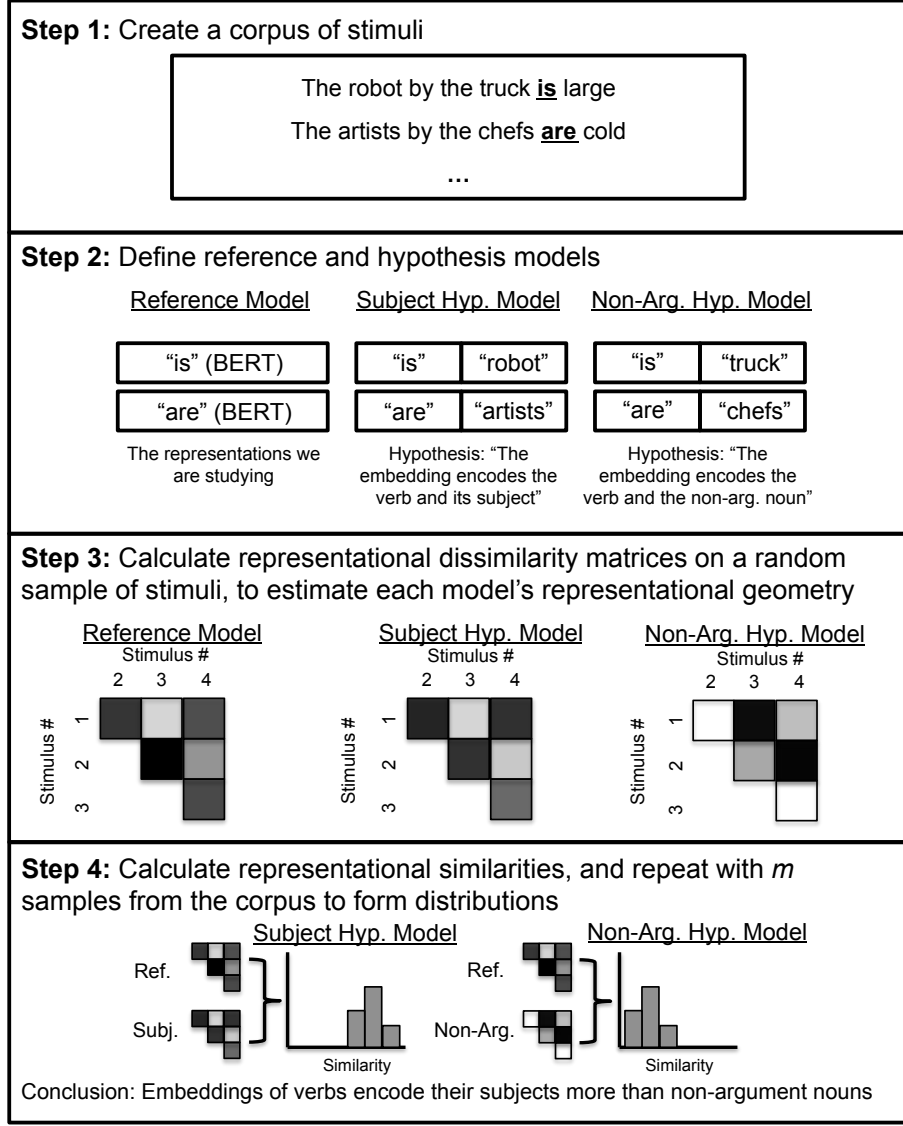 Step 1: Create a corpus of stimuli
The robot by the truck is large
The artists by the chefs are cold
...
Step 2: Define reference and hypothesis models
Reference Model Subject Hyp. Model Non-Arg. Hyp. Model
“is” (BERT) “is” “robot” “is” “truck”
“are” (BERT) “are” “artists” “are” “chefs”
The representations we are studying
Hypothesis: “The embedding encodes the verb and its subject”
Hypothesis: “The embedding encodes the verb and the non-arg. noun”
Step 3: Calculate representational dissimilarity matrices on a random
sample of stimuli, to estimate each model’s representational geometry
Reference Model Subject Hyp. Model Non-Arg. Hyp. Model
Stimulus # Stimulus # Stimulus #
2 3 4 2 3 4 2 3 4
Stimulus # 1 2 3
Stimulus # 1 2 3
Stimulus # 1 2 3
Step 4: Calculate representational similarities, and repeat with m
samples from the corpus to form distributions
Subject Hyp. Model Non-Arg. Hyp. Model
Ref. Ref.
Subj. Non-Arg.
Similarity Similarity
Conclusion: Embeddings of verbs encode their subjects more than non-argument nouns